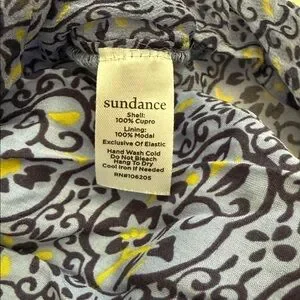 sundance
Shell:
100% Cupro
Lining:
100% Modal
Exclusive Of Elastic
Hand Wash Cold
Do Not Bleach
Hang To Dry
Cool Iron If Needed
RN#106205